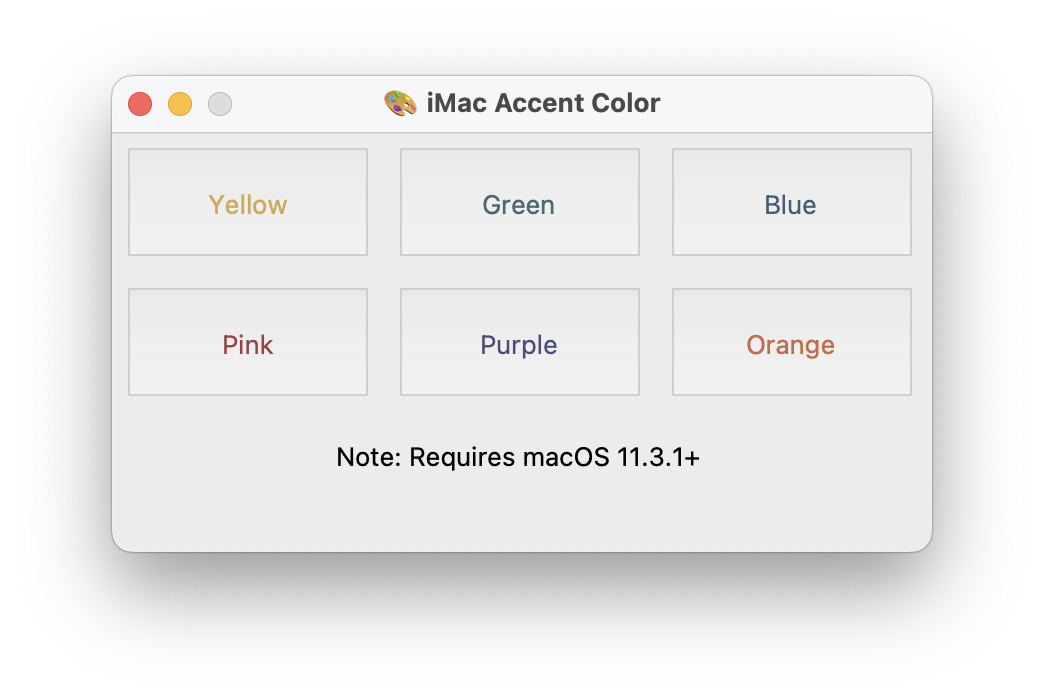 🎨 iMac Accent Color
Yellow Green Blue
Pink Purple Orange
Note: Requires macOS 11.3.1+